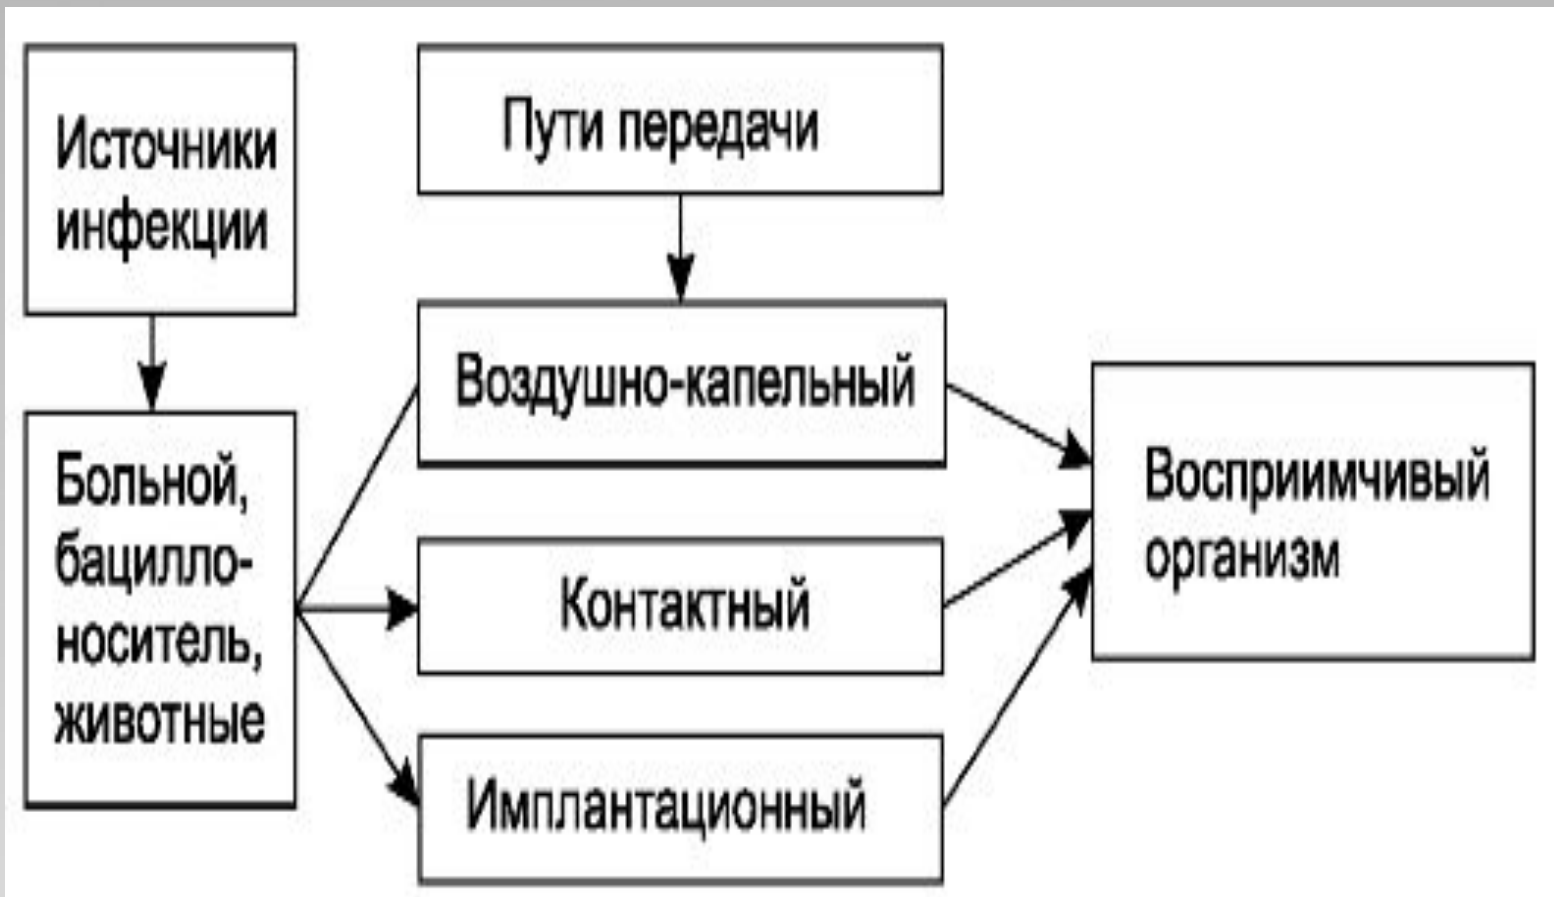 Источники
инфекции
Больной,
бацилло-
носитель,
животные
Пути передачи
Воздушно-капельный
Контактный
Имплантационный
Восприимчивый
организм